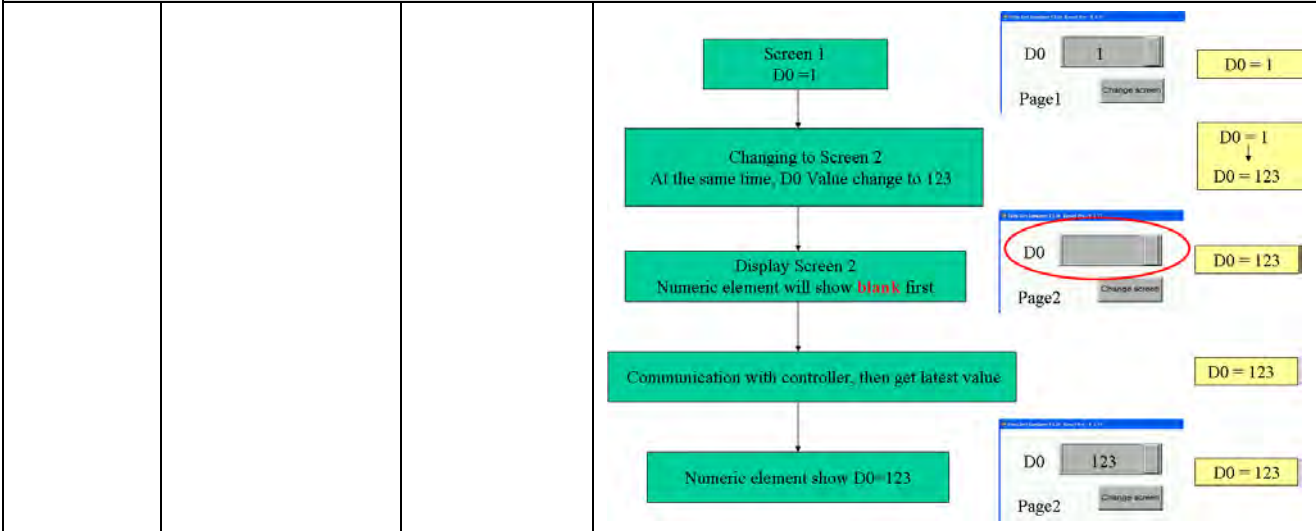 Screen 1
D0 =1
D0 1
Page1 Change screen
D0 = 1
Changing to Screen 2
At the same time, D0 Value change to 123
D0 = 1
↓
D0 = 123
Display Screen 2
Numeric element will show blank first
D0
Page2 Change screen
D0 = 123
Communication with controller, then get latest value
D0 = 123
Numeric element show D0=123
D0 123
Page2 Change screen
D0 = 123